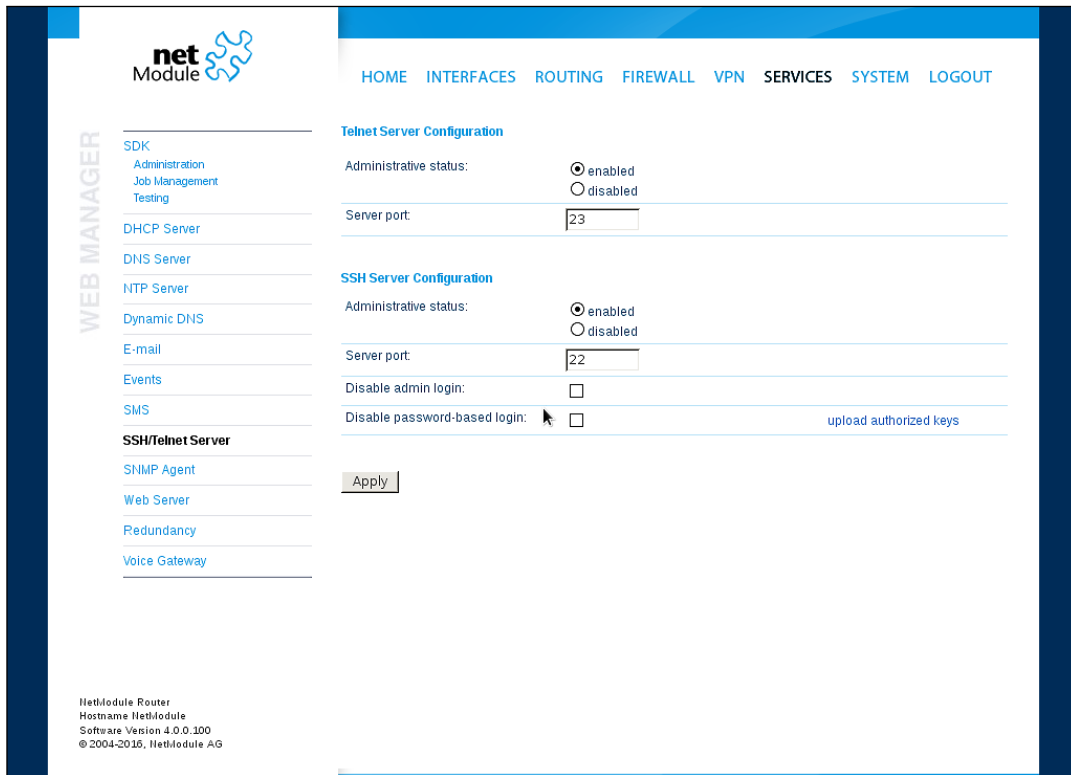 net
Module
HOME INTERFACES ROUTING FIREWALL VPN SERVICES SYSTEM LOGOUT
WEB MANAGER
SDK
Administration
Job Management
Testing
DHCP Server
DNS Server
NTP Server
Dynamic DNS
E-mail
Events
SMS
SSH/Telnet Server
SNMP Agent
Web Server
Redundancy
Voice Gateway
Telnet Server Configuration
Administrative status:
enabled
disabled
Server port: 23
SSH Server Configuration
Administrative status:
enabled
disabled
Server port: 22
Disable admin login:
Disable password-based login: upload authorized keys
Apply
NetModule Router
Hostname NetModule
Software Version 4.0.0.100
© 2004-2016, NetModule AG